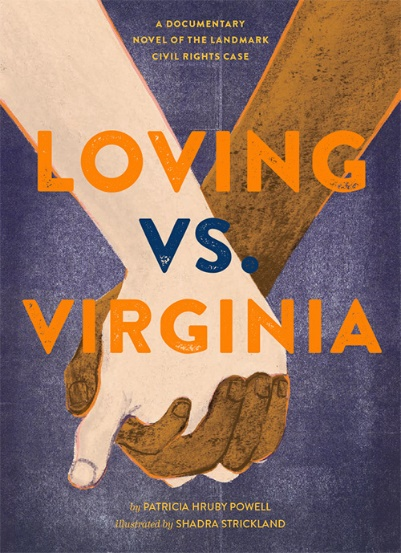 A DOCUMENTARY
NOVEL OF THE LANDMARK
CIVIL RIGHTS CASE
LOVING
VS.
VIRGINIA
by PATRICIA HRUBY POWELL
illustrated by SHADRA STRICKLAND